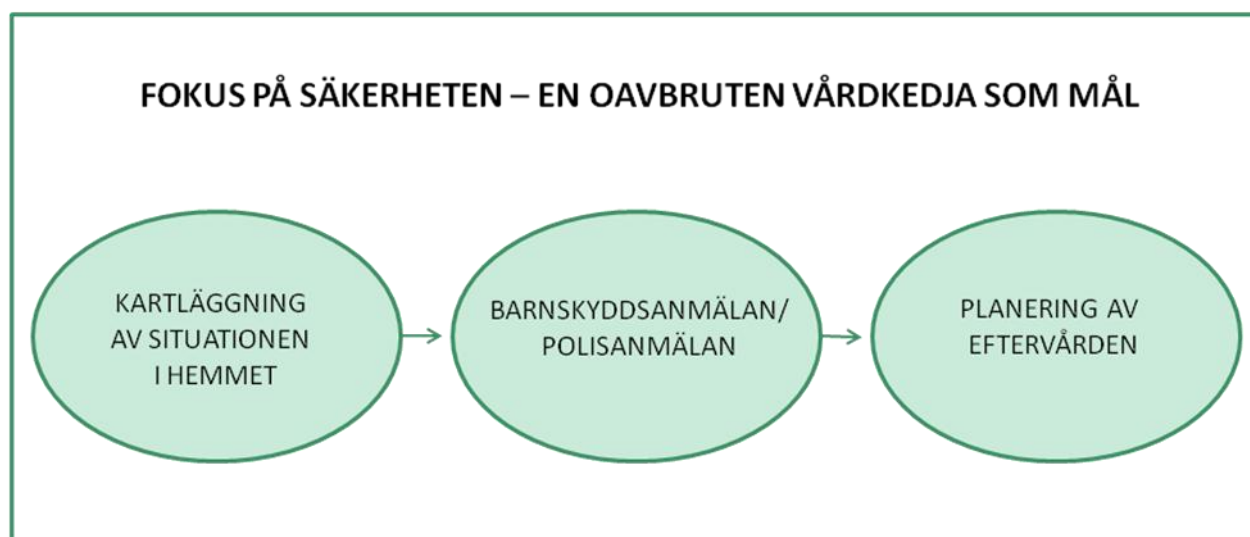 FOKUS PÅ SÄKERHETEN – EN OAVBRUTEN VÅRDKEDJA SOM MÅL
KARTLÄGGNING
AV SITUATIONEN
I HEMMET
BARNSKYDDSANMÄLAN/
POLISANMÄLAN
PLANERING AV
EFTERVÅRDEN